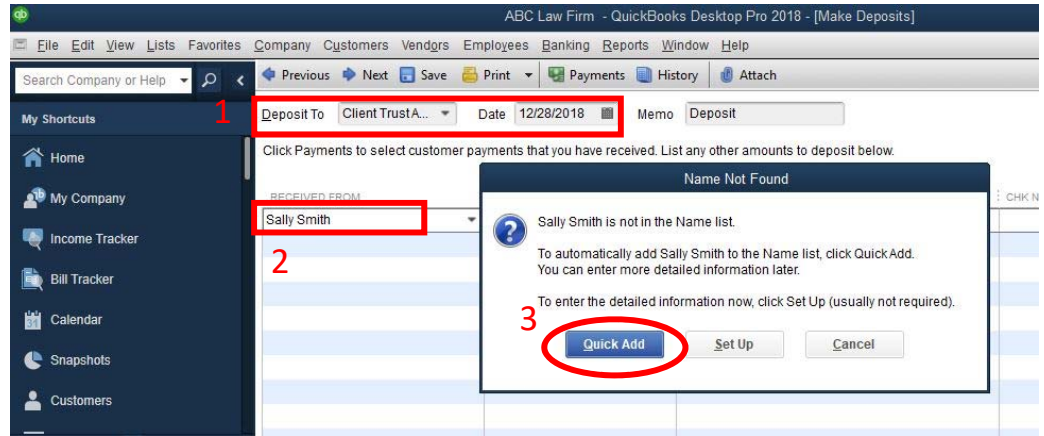 qb
ABC Law Firm - QuickBooks Desktop Pro 2018 - [Make Deposits]
File Edit View Lists Favorites Company Customers Vendors Employees Banking Reports Window Help
Search Company or Help
Previous Next Save Print Payments History Attach
1
My Shortcuts
Deposit To Client Trust A... Date 12/28/2018 Memo Deposit
Home
Click Payments to select customer payments that you have received. List any other amounts to deposit below.
Name Not Found
RECEIVED FROM
CHK N
My Company
Sally Smith
Sally Smith is not in the Name list.
Income Tracker
2
To automatically add Sally Smith to the Name list, click Quick Add.
You can enter more detailed information later.
Bill Tracker
To enter the detailed information now, click Set Up (usually not required).
31
Calendar
3
Quick Add Set Up Cancel
Snapshots
Customers